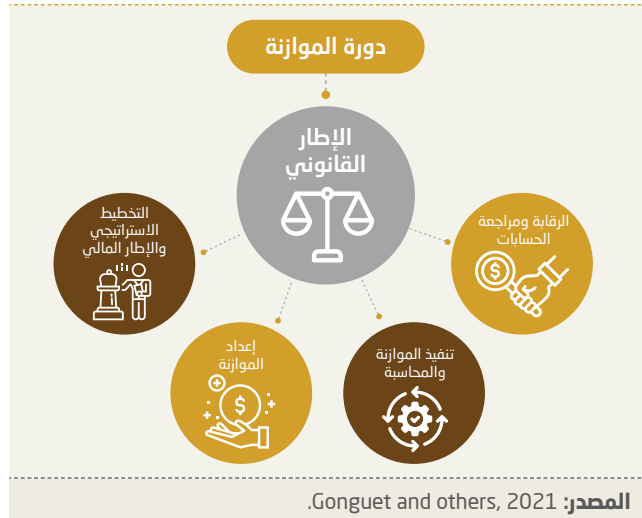 دورة الموازنة
الإطار
القانوني
الرقابة ومراجعة
الحسابات
تنفيذ الموازنة
والمحاسبة
إعداد
الموازنة
التخطيط
الاستراتيجي
والإطار المالي
المصدر: Gonguet and others, 2021.